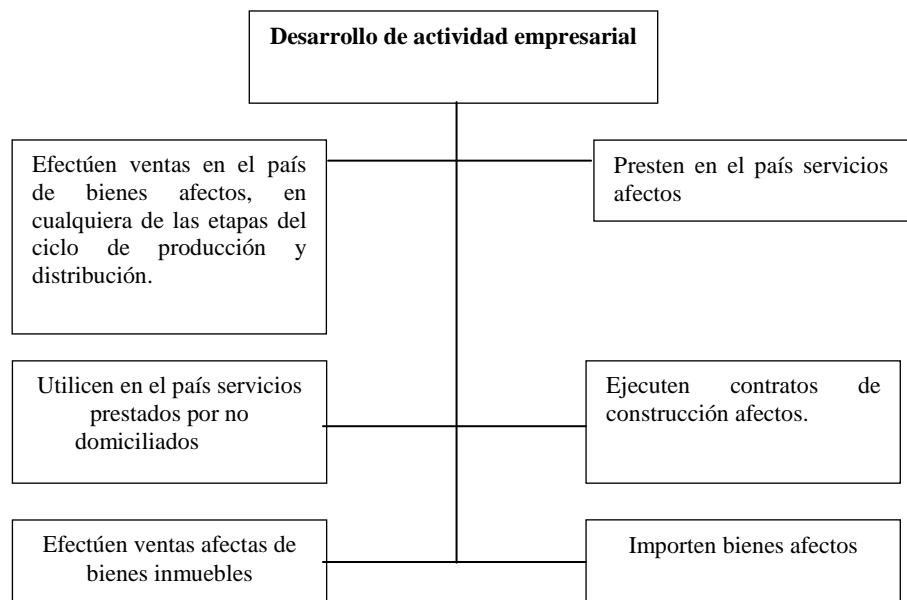 Desarrollo de actividad empresarial
Efectúen ventas en el país
de bienes afectos, en
cualquiera de las etapas del
ciclo de producción y
distribución.
Presten en el país servicios
afectos
Utilicen en el país servicios
prestados por no
domiciliados
Ejecuten contratos de
construcción afectos.
Efectúen ventas afectas de
bienes inmuebles
Importen bienes afectos